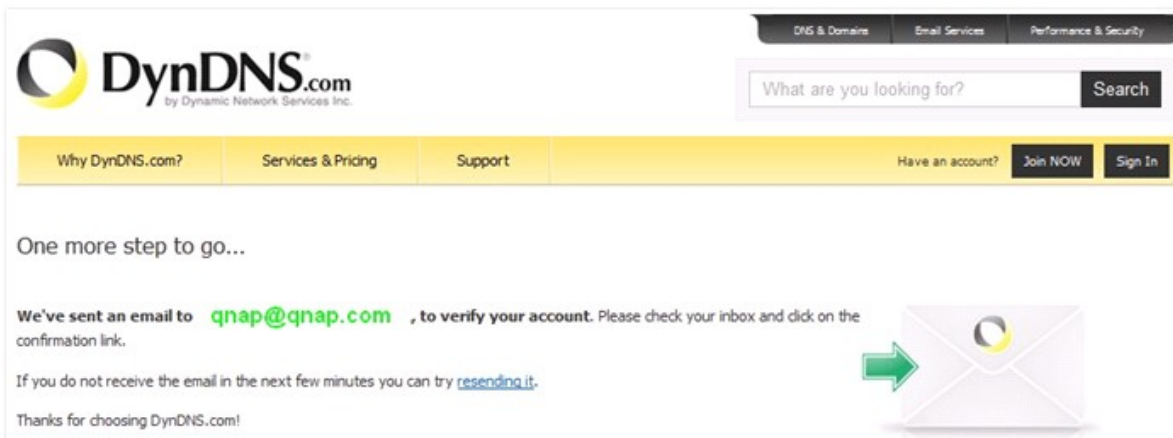 DNS & Domains Email Services Performance & Security
DynDNS.com
by Dynamic Network Services Inc.
What are you looking for? Search
Why DynDNS.com? Services & Pricing Support Have an account? Join NOW Sign In
One more step to go...
We've sent an email to qnap@qnap.com , to verify your account. Please check your inbox and click on the
confirmation link.
If you do not receive the email in the next few minutes you can try resending it.
Thanks for choosing DynDNS.com!